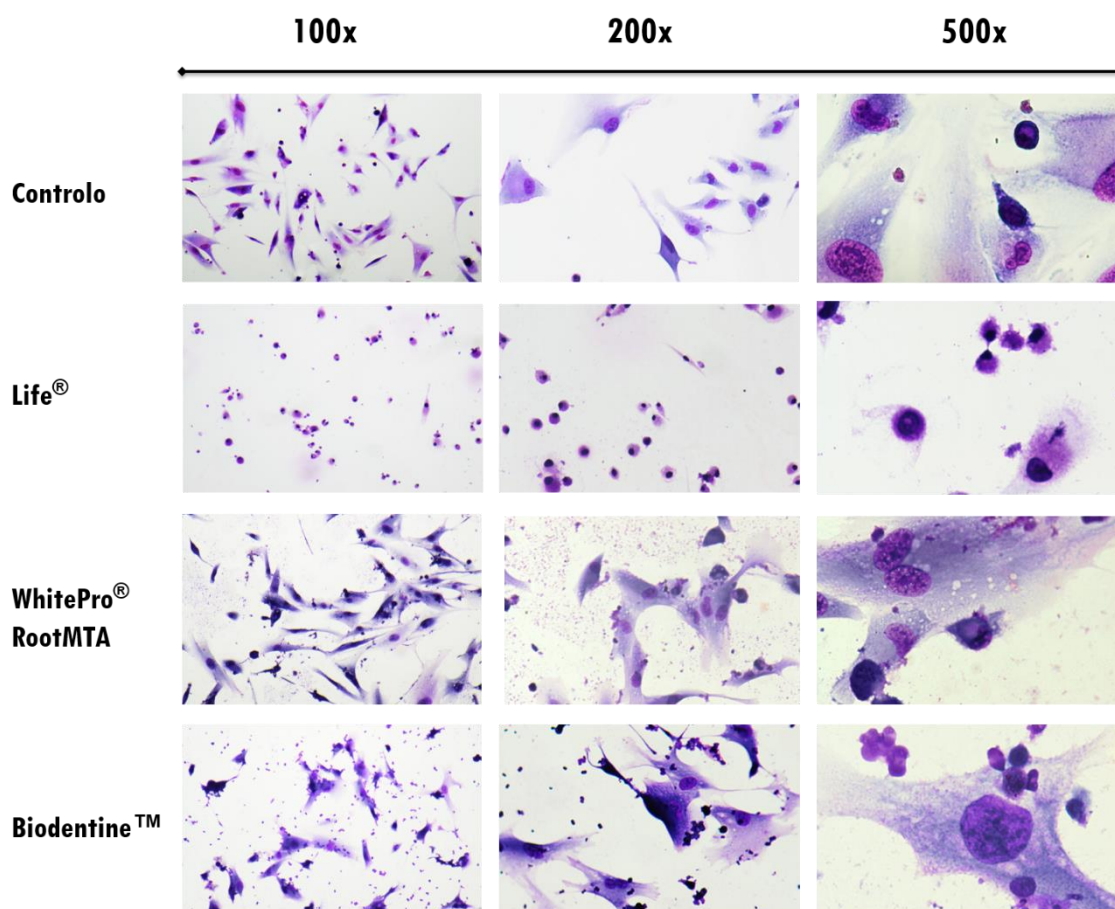 100x 200x 500x
Controlo
Life®
WhitePro®
RootMTA
Biodentine™